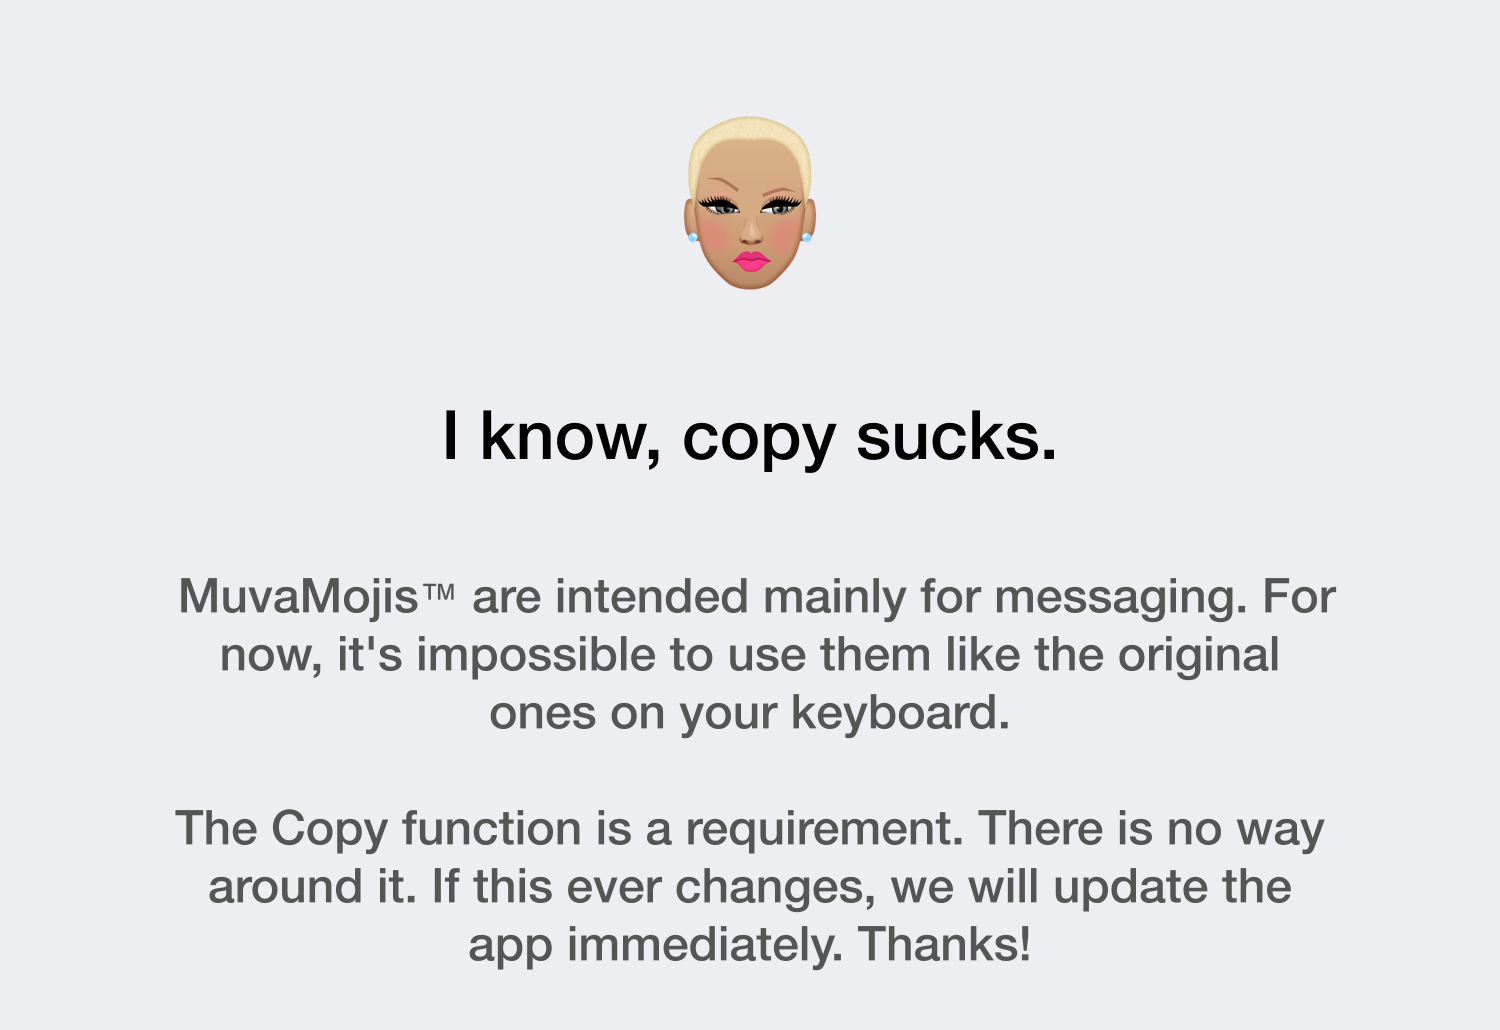 I know, copy sucks.
MuvaMojis™ are intended mainly for messaging. For
now, it's impossible to use them like the original
ones on your keyboard.
The Copy function is a requirement. There is no way
around it. If this ever changes, we will update the
app immediately. Thanks!